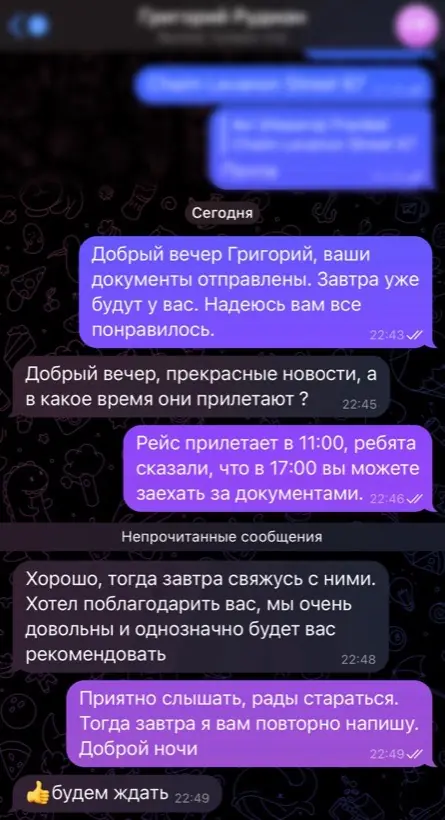 Сегодня
Добрый вечер Григорий, ваши
документы отправлены. Завтра уже
будут у вас. Надеюсь вам все
понравилось.
22:43
Добрый вечер, прекрасные новости, а
в какое время они прилетают ?
22:45
Рейс прилетает в 11:00, ребята
сказали, что в 17:00 вы можете
заехать за документами.
22:46
Непрочитанные сообщения
Хорошо, тогда завтра свяжусь с ними.
Хотел поблагодарить вас, мы очень
довольны и однозначно будет вас
рекомендовать
22:48
Приятно слышать, рады стараться.
Тогда завтра я вам повторно напишу.
Доброй ночи
22:49
👍будем ждать
22:49